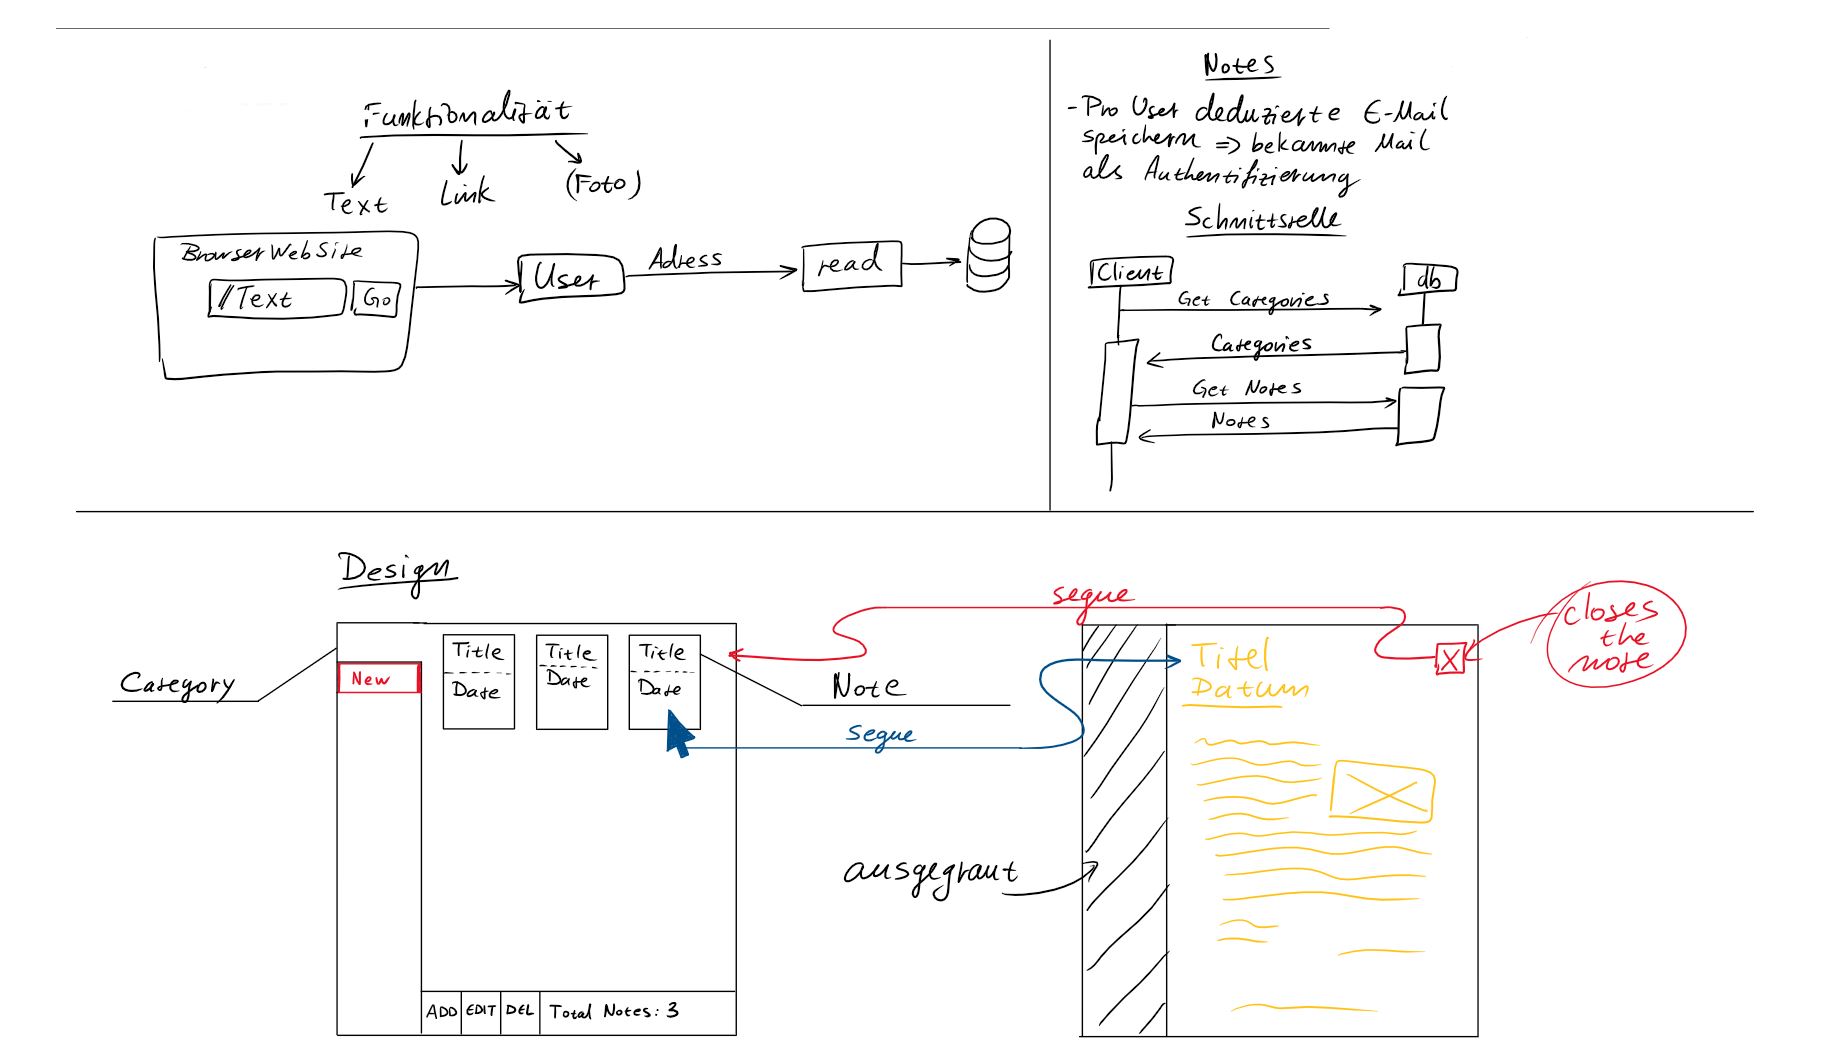 Funktionalität
Text
Link
(Foto)
Browser WebSite
//Text
Go
User
Adress
read
Notes
- Pro User deduzierte E-Mail
speichern => bekannte Mail
als Authentifizierung
Schnittstelle
Client
db
Get Categories
Categories
Get Notes
Notes
Design
Category
New
Title
Date
Title
Date
Title
Date
Note
segue
segue
closes
the
note
X
Titel
Datum
ausgegraut
ADD
EDIT
DEL
Total Notes: 3